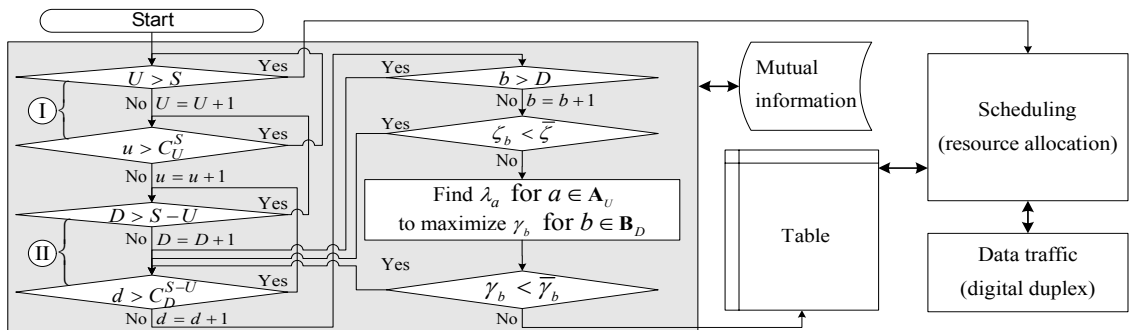 Start
U > S
Yes
No U = U + 1
I
u > C_U^S
Yes
No u = u + 1
D > S − U
Yes
No D = D + 1
II
d > C_D^{S−U}
Yes
No d = d + 1
Yes
b > D
No b = b + 1
Yes
ζ_b < ζ̅
No
Find λ_a for a ∈ A_U
to maximize γ_b for b ∈ B_D
Yes
γ_b < γ̅_b
No
Mutual
information
Table
Scheduling
(resource allocation)
Data traffic
(digital duplex)